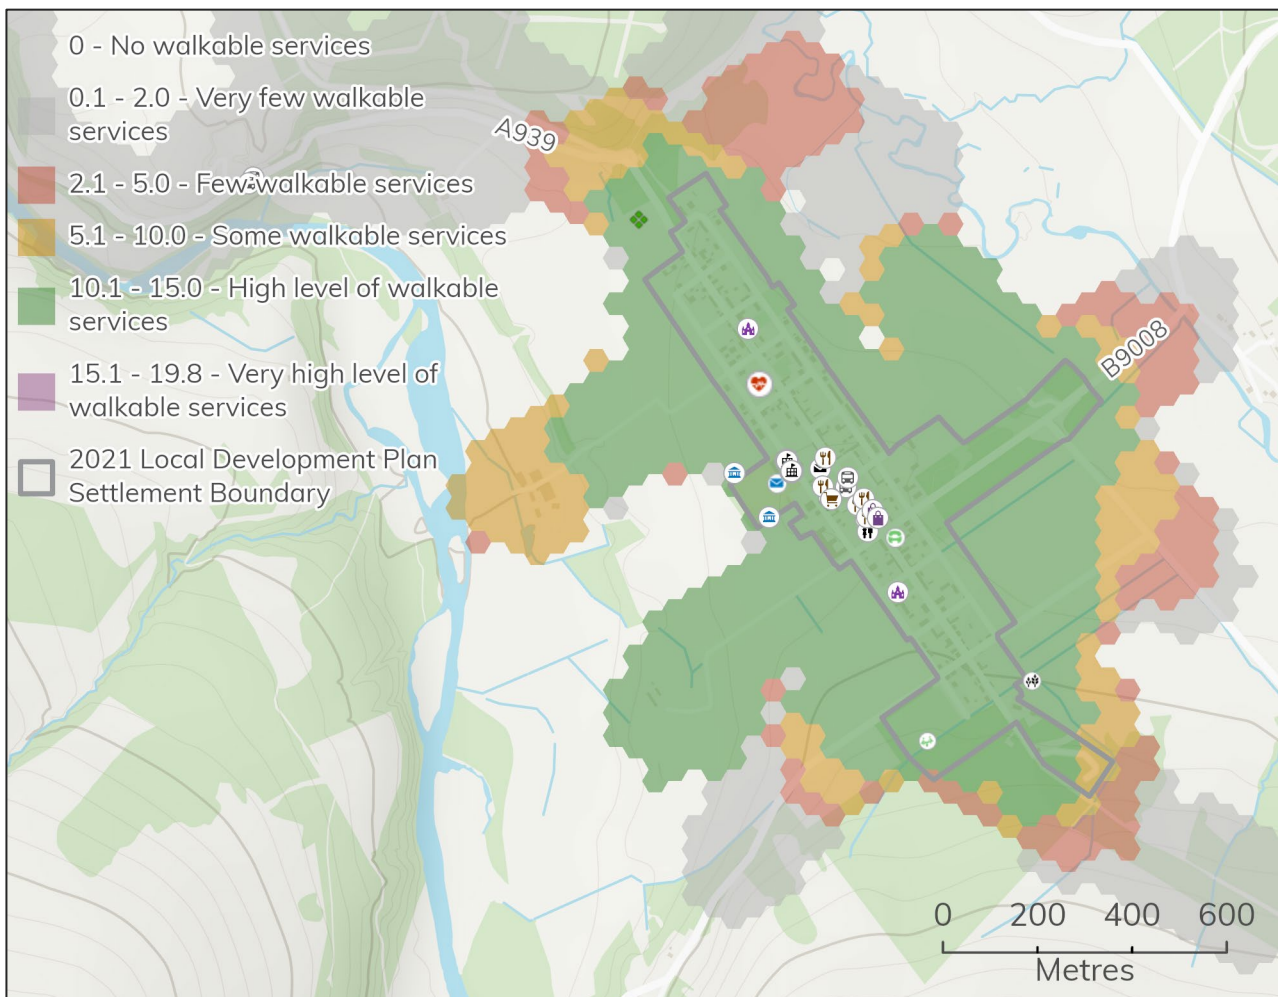 0 - No walkable services
0.1 - 2.0 - Very few walkable
services
2.1 - 5.0 - Few walkable services
5.1 - 10.0 - Some walkable services
10.1 - 15.0 - High level of walkable
services
15.1 - 19.8 - Very high level of
walkable services
2021 Local Development Plan
Settlement Boundary
A939
B9008
0 200 400 600
Metres